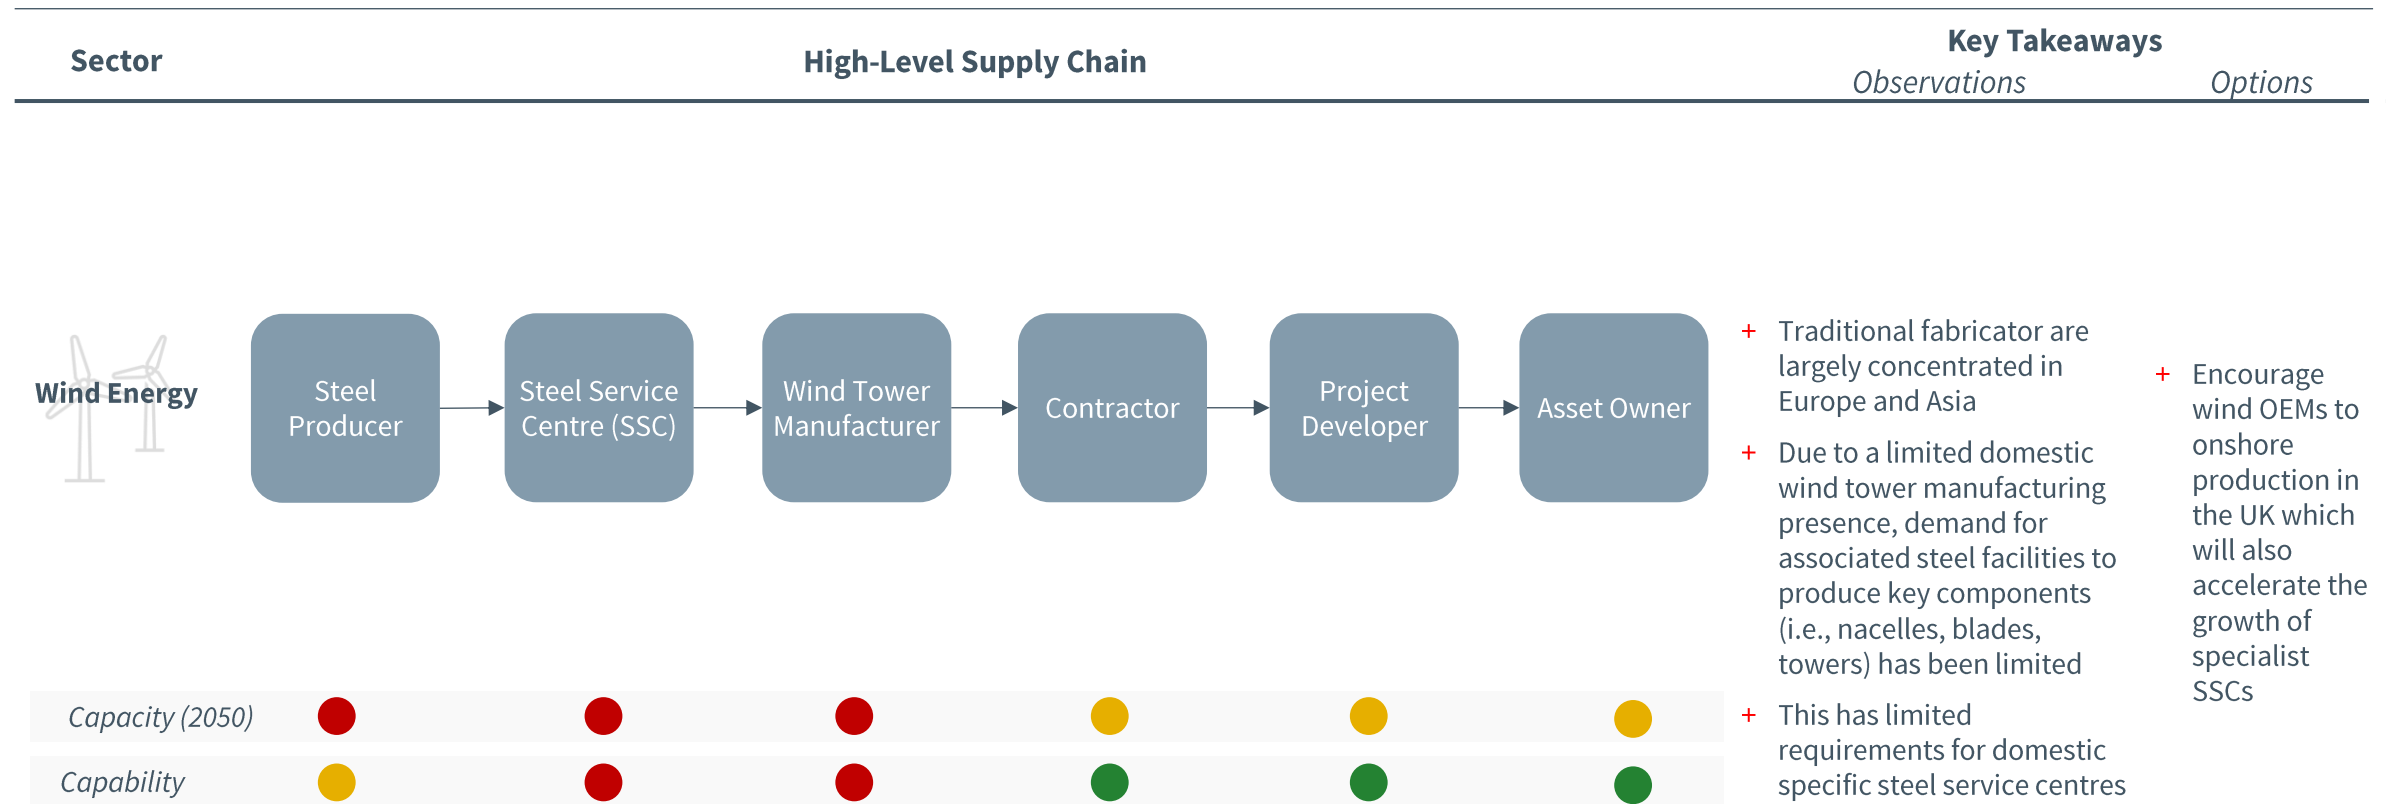 Sector
High-Level Supply Chain
Key Takeaways
Observations
Options
Wind Energy
Steel
Producer
Steel Service
Centre (SSC)
Wind Tower
Manufacturer
Contractor
Project
Developer
Asset Owner
+ Traditional fabricator are
largely concentrated in
Europe and Asia
+ Due to a limited domestic
wind tower manufacturing
presence, demand for
associated steel facilities to
produce key components
(i.e., nacelles, blades,
towers) has been limited
+ This has limited
requirements for domestic
specific steel service centres
+ Encourage
wind OEMs to
onshore
production in
the UK which
will also
accelerate the
growth of
specialist
SSCs
Capacity (2050)
Capability